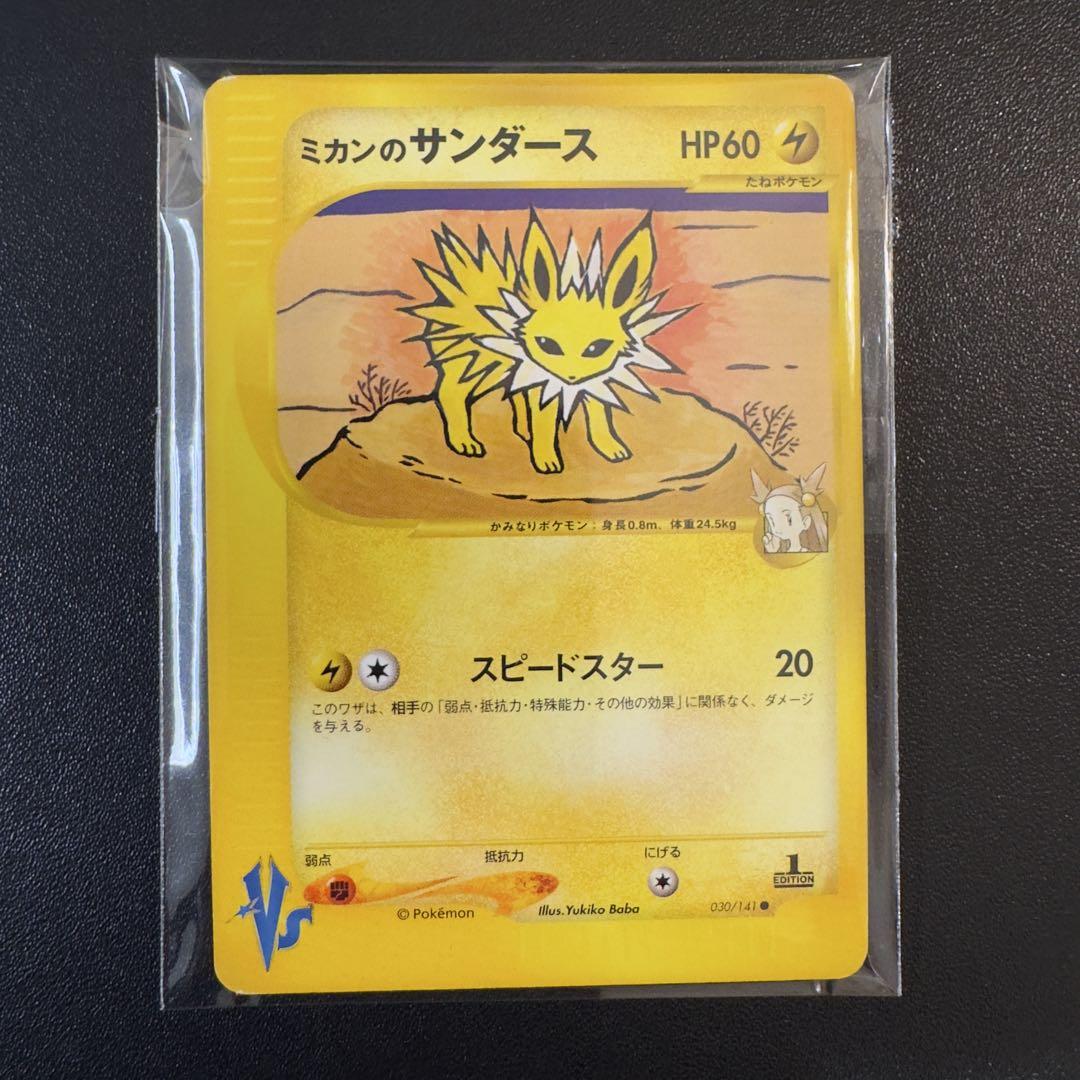 ミカンのサンダース HP60
たねポケモン
かみなりポケモン：身長0.8m、体重24.5kg
スピードスター 20
このワザは、相手の「弱点・抵抗力・特殊能力・その他の効果」に関係なく、ダメージ
を与える。
弱点 抵抗力 にげる
1
EDITION
VS
© Pokémon Illus.Yukiko Baba 030/141